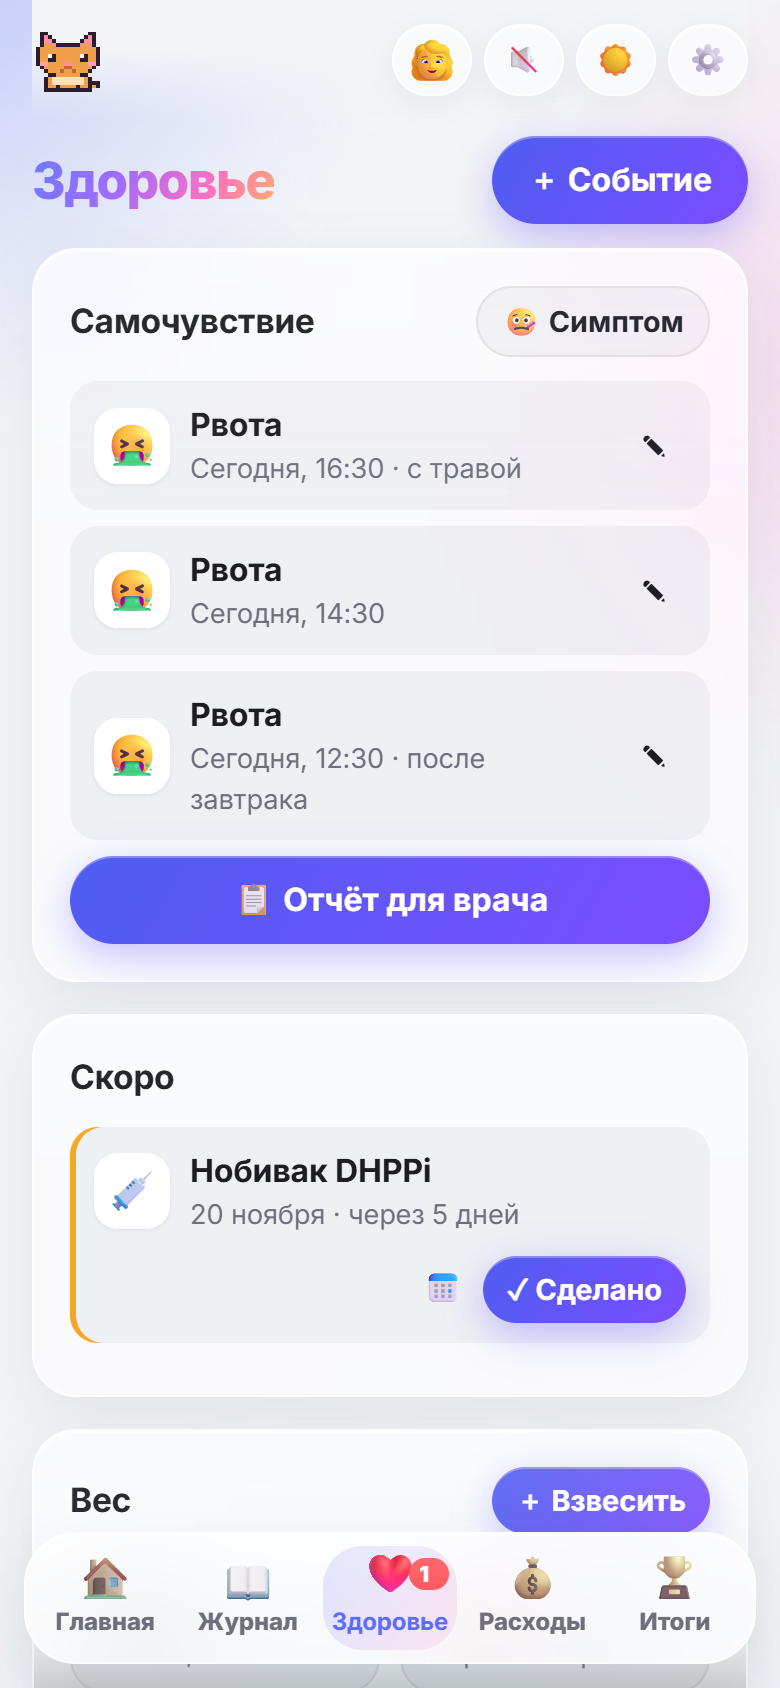 Здоровье
+ Событие
Самочувствие
Симптом
Рвота
Сегодня, 16:30 · с травой
Рвота
Сегодня, 14:30
Рвота
Сегодня, 12:30 · после
завтрака
Отчёт для врача
Скоро
Нобивак DHPPi
20 ноября · через 5 дней
✓ Сделано
Вес
+ Взвесить
1
Главная
Журнал
Здоровье
Расходы
Итоги